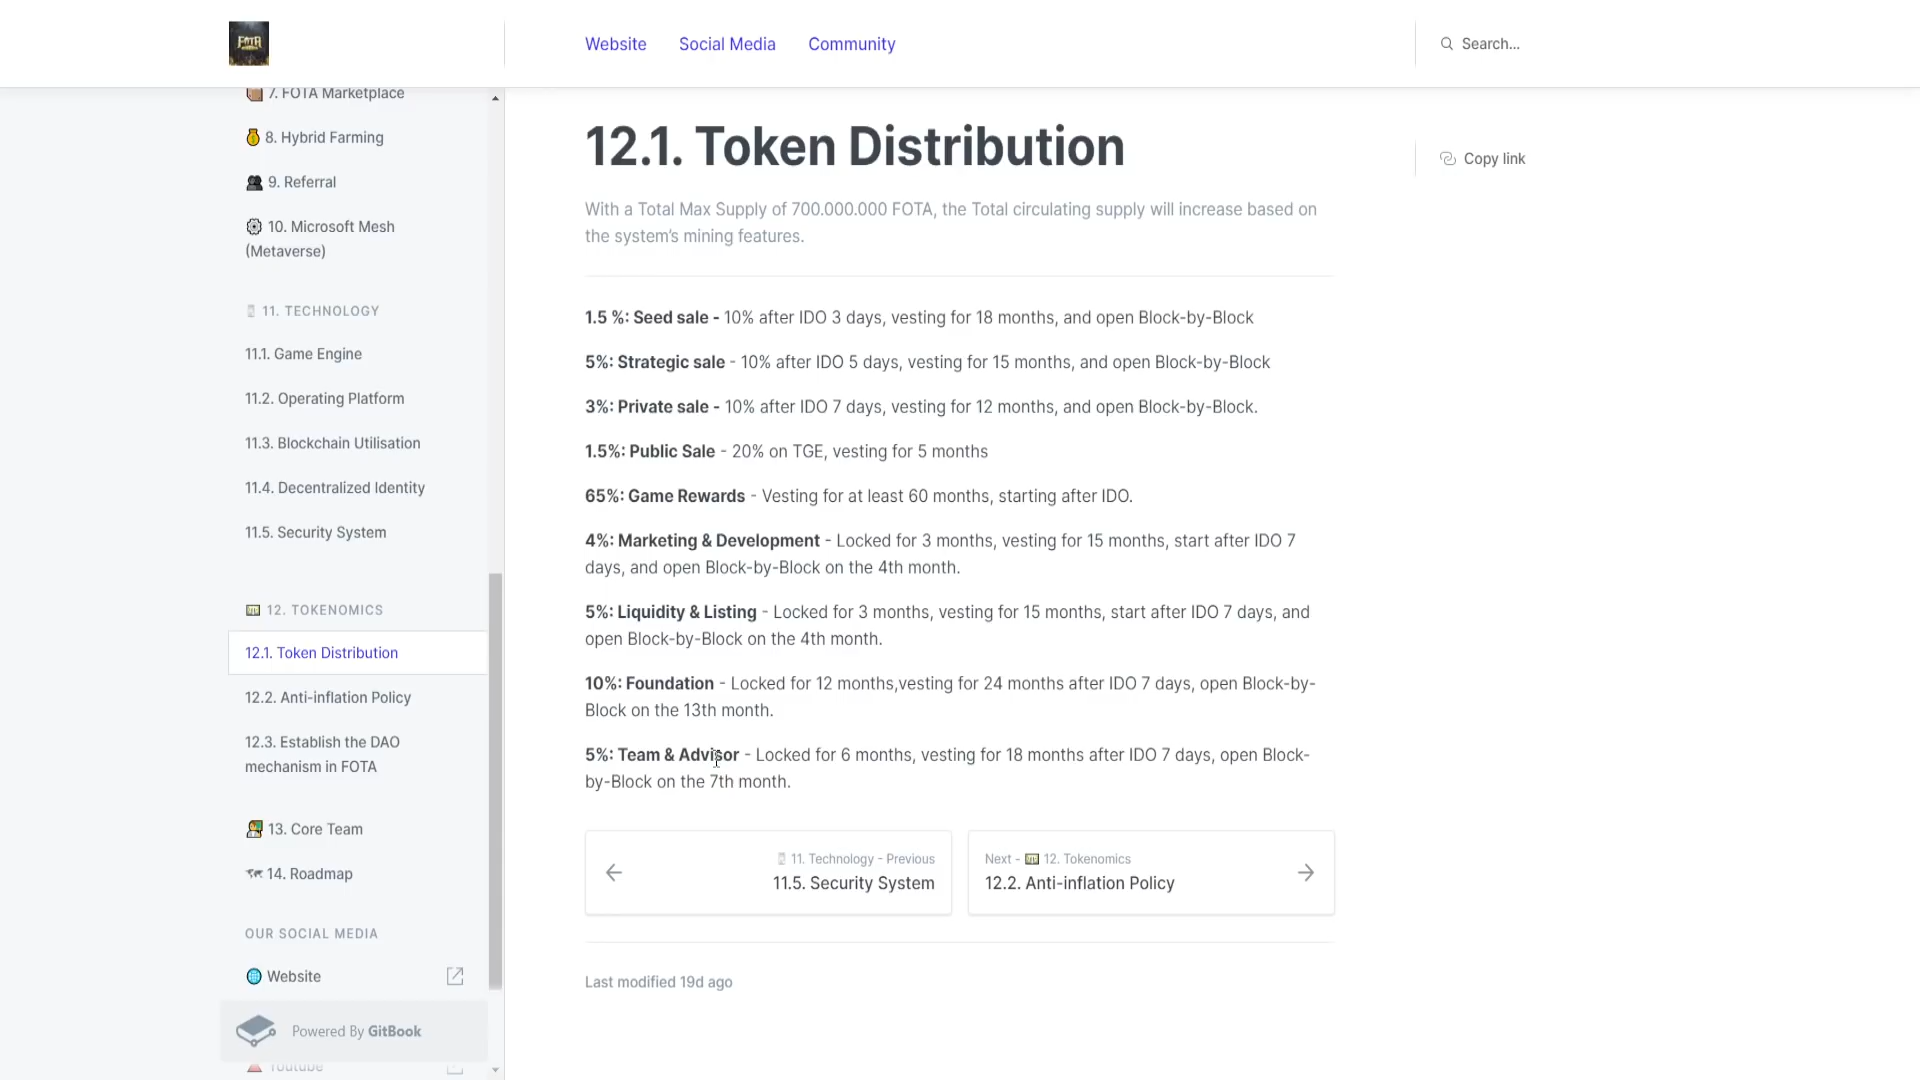 FOTA
Website
Social Media
Community
Search...
7. FOTA Marketplace
8. Hybrid Farming
9. Referral
10. Microsoft Mesh
(Metaverse)
11. TECHNOLOGY
11.1. Game Engine
11.2. Operating Platform
11.3. Blockchain Utilisation
11.4. Decentralized Identity
11.5. Security System
12. TOKENOMICS
12.1. Token Distribution
12.2. Anti-inflation Policy
12.3. Establish the DAO
mechanism in FOTA
13. Core Team
14. Roadmap
OUR SOCIAL MEDIA
Website
Powered By GitBook
Youtube
12.1. Token Distribution
Copy link
With a Total Max Supply of 700.000.000 FOTA, the Total circulating supply will increase based on
the system's mining features.
1.5 %: Seed sale - 10% after IDO 3 days, vesting for 18 months, and open Block-by-Block
5%: Strategic sale - 10% after IDO 5 days, vesting for 15 months, and open Block-by-Block
3%: Private sale - 10% after IDO 7 days, vesting for 12 months, and open Block-by-Block.
1.5%: Public Sale - 20% on TGE, vesting for 5 months
65%: Game Rewards - Vesting for at least 60 months, starting after IDO.
4%: Marketing & Development - Locked for 3 months, vesting for 15 months, start after IDO 7
days, and open Block-by-Block on the 4th month.
5%: Liquidity & Listing - Locked for 3 months, vesting for 15 months, start after IDO 7 days, and
open Block-by-Block on the 4th month.
10%: Foundation - Locked for 12 months,vesting for 24 months after IDO 7 days, open Block-by-
Block on the 13th month.
5%: Team & Advisor - Locked for 6 months, vesting for 18 months after IDO 7 days, open Block-
by-Block on the 7th month.
11. Technology - Previous
11.5. Security System
Next - 12. Tokenomics
12.2. Anti-inflation Policy
Last modified 19d ago